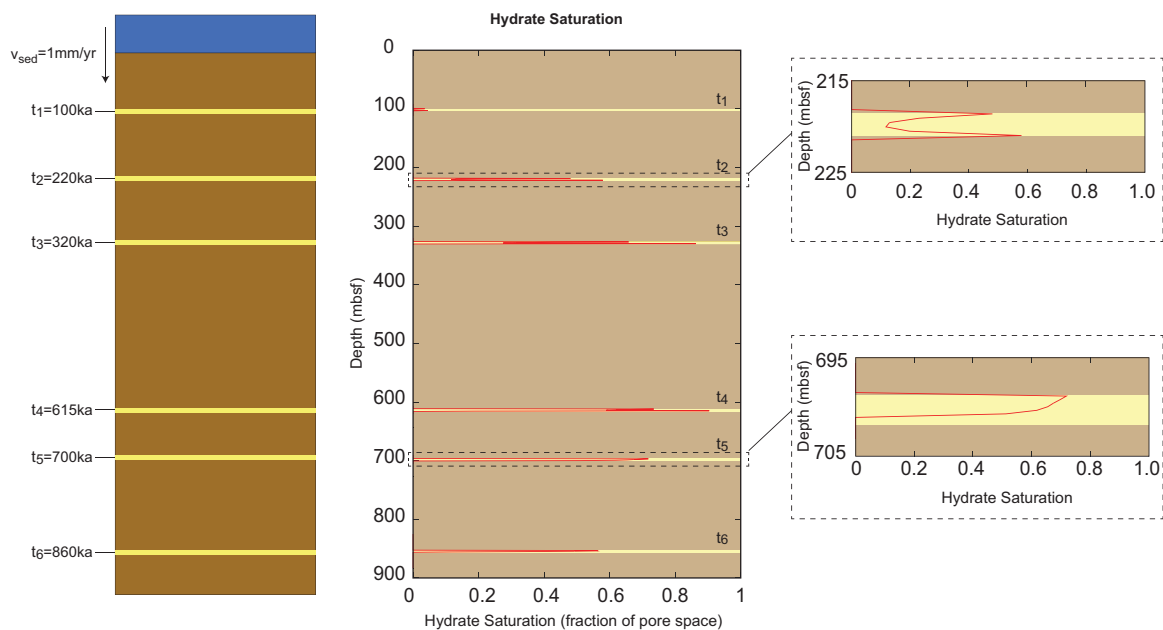 v_sed=1mm/yr
t₁=100ka
t₂=220ka
t₃=320ka
t₄=615ka
t₅=700ka
t₆=860ka
Hydrate Saturation
Depth (mbsf)
0
100
200
300
400
500
600
700
800
900
t₁
t₂
t₃
t₄
t₅
t₆
0 0.2 0.4 0.6 0.8 1
Hydrate Saturation (fraction of pore space)
Depth (mbsf)
215
225
0 0.2 0.4 0.6 0.8 1.0
Hydrate Saturation
Depth (mbsf)
695
705
0 0.2 0.4 0.6 0.8 1.0
Hydrate Saturation